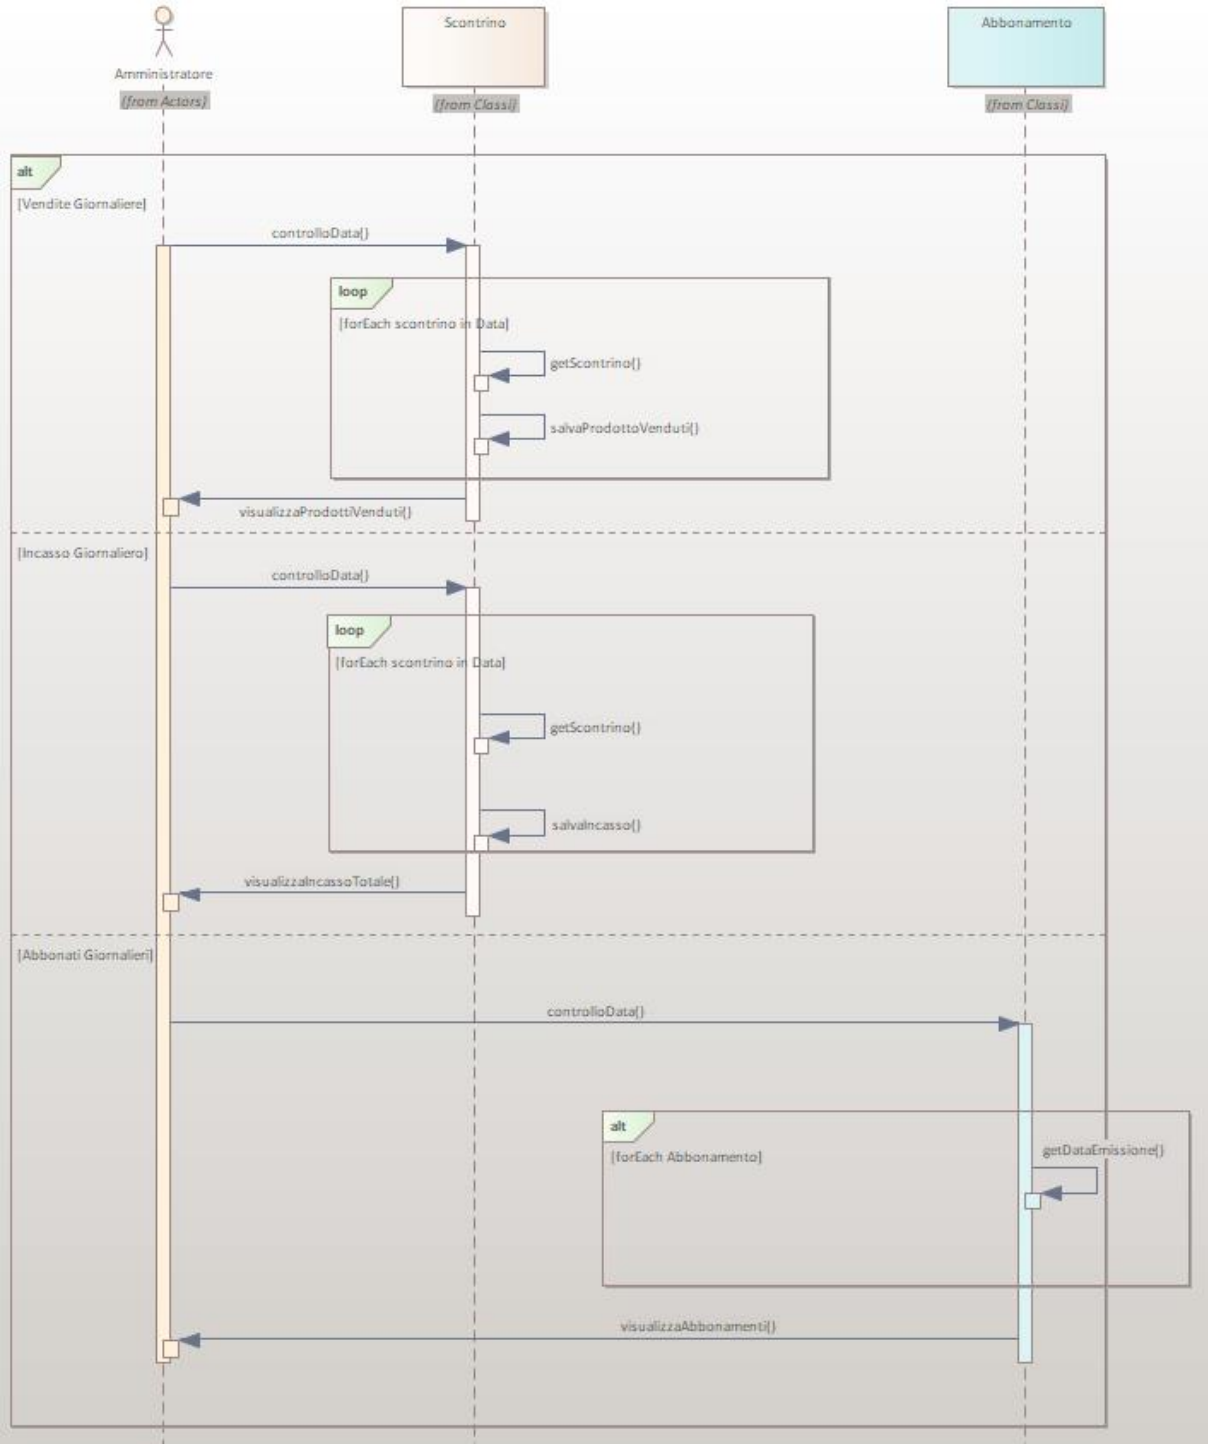 Scontrino
Abbonamento
Amministratore
(from Actors)
(from Classi)
(from Classi)
alt
[Vendite Giornaliere]
controlloData()
loop
[forEach scontrino in Data]
getScontrino()
salvaProdottoVenduti()
visualizzaProdottiVenduti()
[Incasso Giornaliero]
controlloData()
loop
[forEach scontrino in Data]
getScontrino()
salvaIncasso()
visualizzaIncassoTotale()
[Abbonati Giornalieri]
controlloData()
alt
[forEach Abbonamento]
getDataEmissione()
visualizzaAbbonamenti()